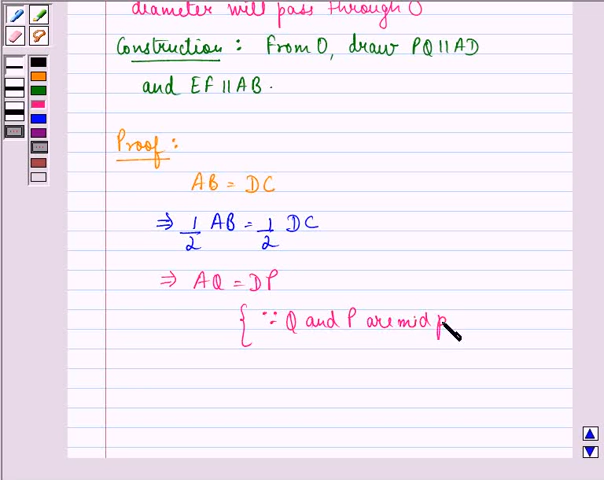 diameter will pass through O
Construction : From O, draw PQ || AD
and EF || AB.
Proof :
AB = DC
⇒ 1/2 AB = 1/2 DC
⇒ AQ = DP
{ ∵ Q and P are mid p